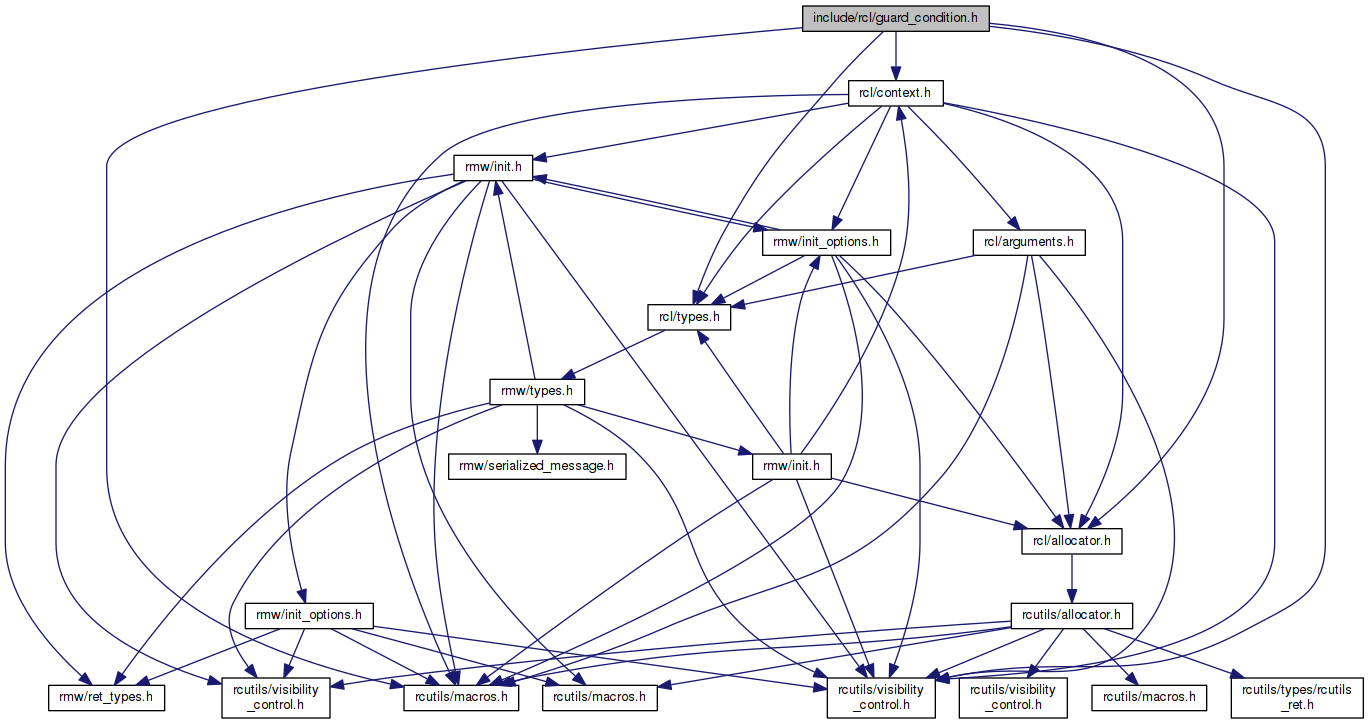 include/rcl/guard_condition.h
rcl/context.h
rmw/init.h
rmw/init_options.h
rcl/arguments.h
rcl/types.h
rmw/types.h
rmw/serialized_message.h
rmw/init.h
rcl/allocator.h
rmw/init_options.h
rcutils/allocator.h
rmw/ret_types.h
rcutils/visibility
_control.h
rcutils/macros.h
rcutils/macros.h
rcutils/visibility
_control.h
rcutils/visibility
_control.h
rcutils/macros.h
rcutils/types/rcutils
_ret.h